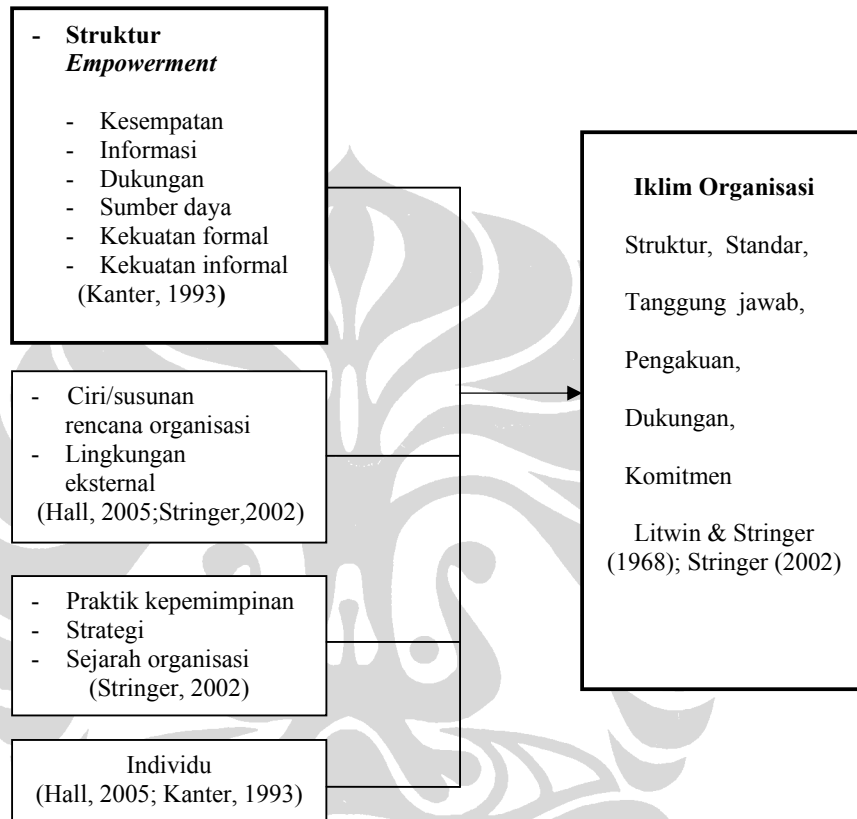 - Struktur
Empowerment
- Kesempatan
- Informasi
- Dukungan
- Sumber daya
- Kekuatan formal
- Kekuatan informal
(Kanter, 1993)
- Ciri/susunan
rencana organisasi
- Lingkungan
eksternal
(Hall, 2005;Stringer,2002)
- Praktik kepemimpinan
- Strategi
- Sejarah organisasi
(Stringer, 2002)
Individu
(Hall, 2005; Kanter, 1993)
Iklim Organisasi
Struktur, Standar,
Tanggung jawab,
Pengakuan,
Dukungan,
Komitmen
Litwin & Stringer
(1968); Stringer (2002)